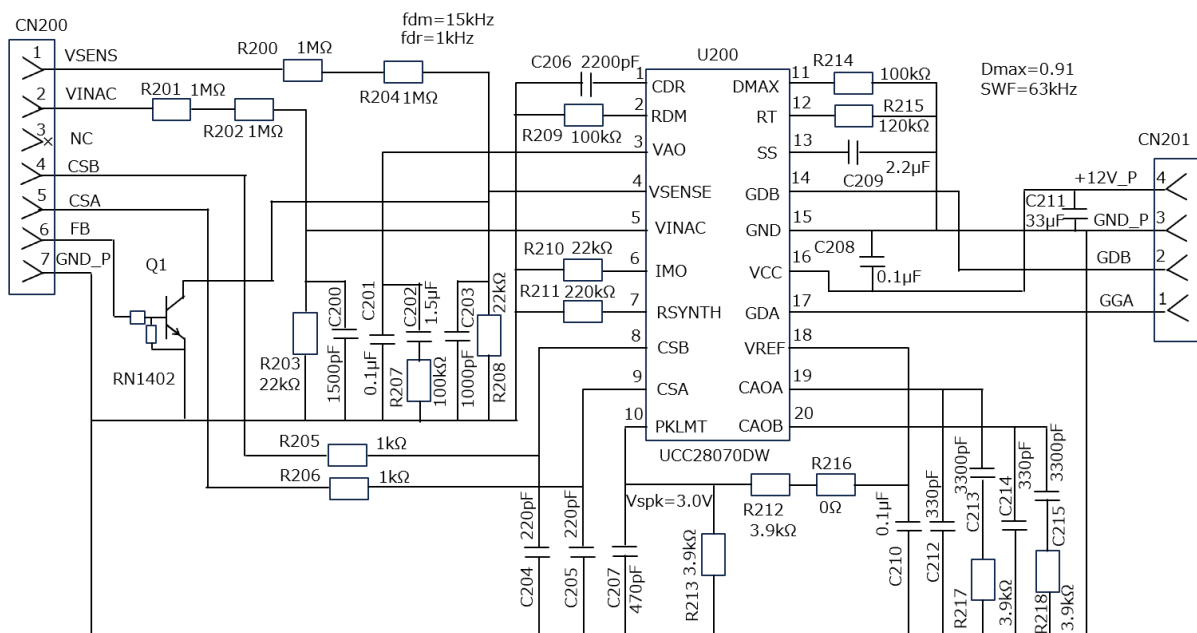 CN200
1
VSENS
2
VINAC
3
NC
4
CSB
5
CSA
6
FB
7
GND_P
R200
1MΩ
R204 1MΩ
R201 1MΩ
R202 1MΩ
fdm=15kHz
fdr=1kHz
Q1
RN1402
R203
22kΩ
C200
1500pF
C201
0.1µF
C202
1.5µF
R207
100kΩ
C203
1000pF
22kΩ
R208
C206 2200pF
R209 100kΩ
R210 22kΩ
R211 220kΩ
R205 1kΩ
R206 1kΩ
U200
1 CDR
2 RDM
3 VAO
4 VSENSE
5 VINAC
6 IMO
7 RSYNTH
8 CSB
9 CSA
10 PKLMT
DMAX 11
RT 12
SS 13
GDB 14
GND 15
VCC 16
GDA 17
VREF 18
CAOA 19
CAOB 20
UCC28070DW
R214
100kΩ
R215
120kΩ
2.2µF
C209
Dmax=0.91
SWF=63kHz
CN201
+12V_P 4
C211
33µF
GND_P 3
C208
0.1µF
GDB 2
GGA 1
220pF
C204
220pF
C205
C207
470pF
Vspk=3.0V
R212
3.9kΩ
R216
0Ω
R213 3.9kΩ
0.1µF
C210
330pF
C212
3300pF
C213
R217
3.9kΩ
330pF
C214
3300pF
C215
R218
3.9kΩ